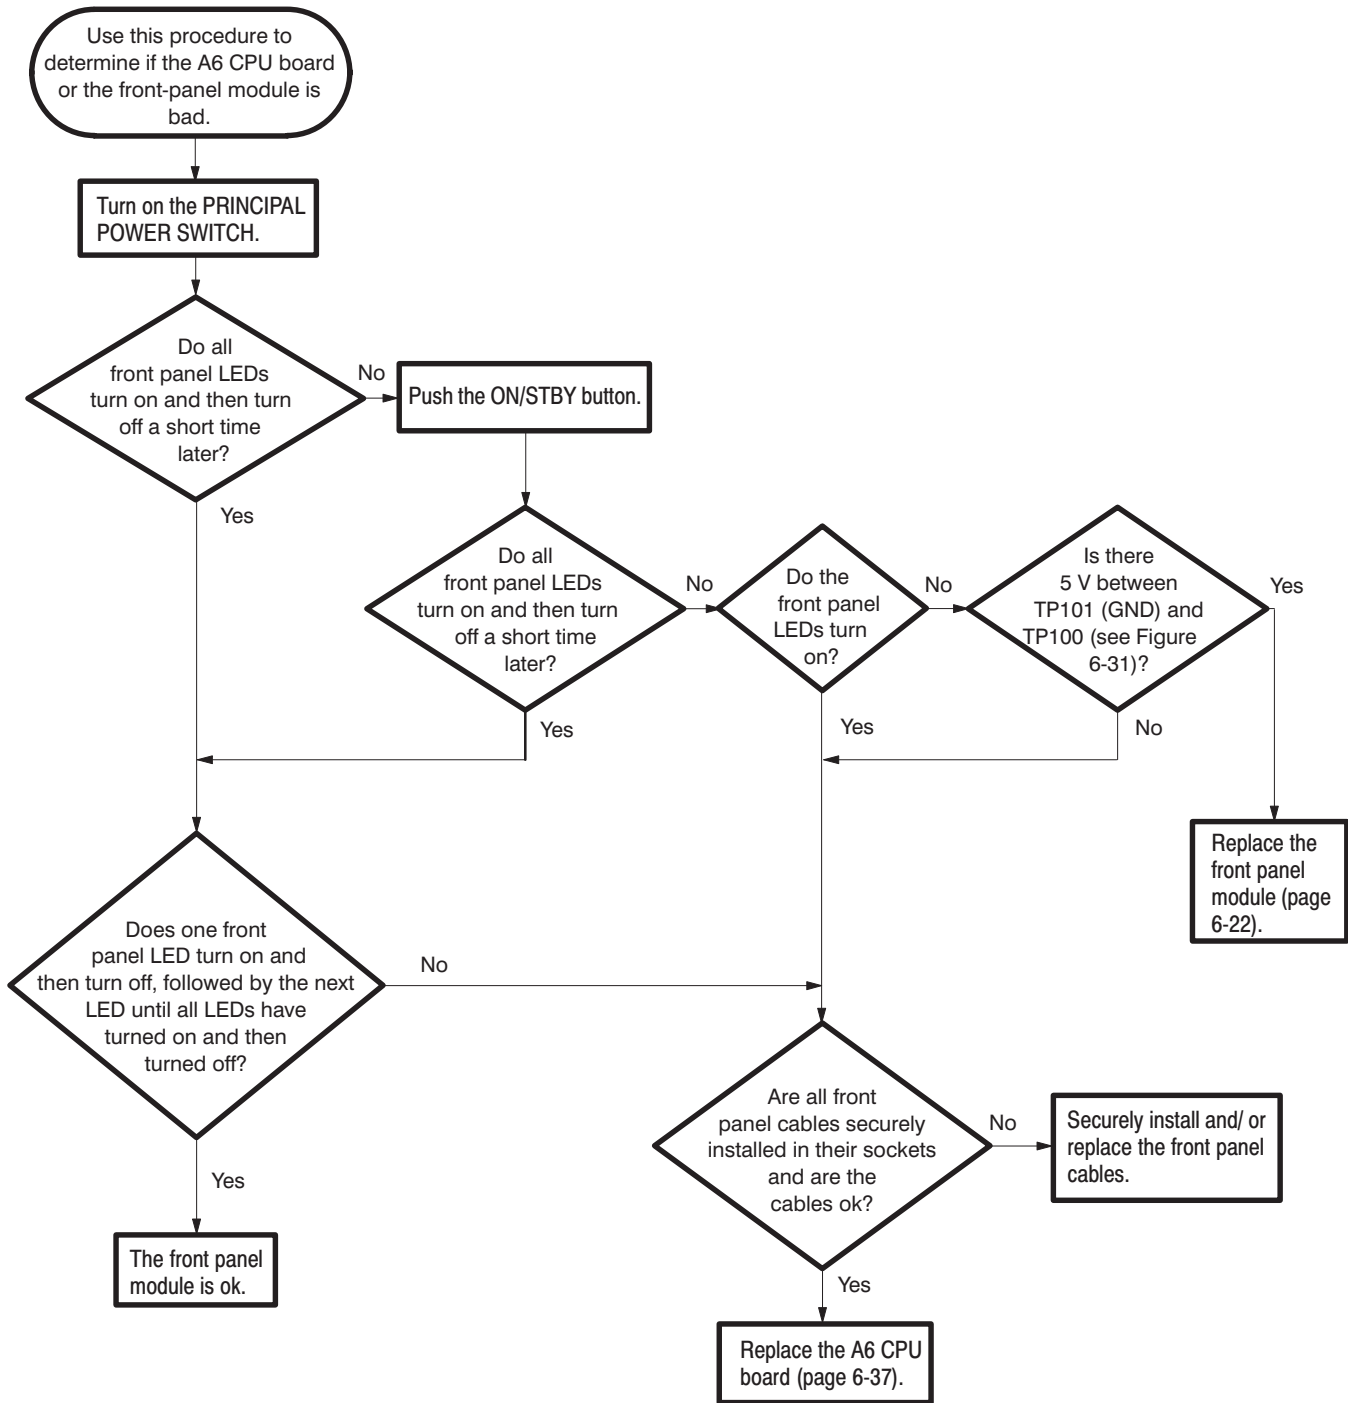 Use this procedure to
determine if the A6 CPU board
or the front-panel module is
bad.
Turn on the PRINCIPAL
POWER SWITCH.
Do all
front panel LEDs
turn on and then turn
off a short time
later?
No
Push the ON/STBY button.
Yes
Do all
front panel LEDs
turn on and then turn
off a short time
later?
No
Yes
Do the
front panel
LEDs turn
on?
No
Yes
Is there
5 V between
TP101 (GND) and
TP100 (see Figure
6-31)?
Yes
No
Replace the
front panel
module (page
6-22).
Does one front
panel LED turn on and
then turn off, followed by the next
LED until all LEDs have
turned on and then
turned off?
No
Yes
The front panel
module is ok.
Are all front
panel cables securely
installed in their sockets
and are the
cables ok?
No
Securely install and/ or
replace the front panel
cables.
Yes
Replace the A6 CPU
board (page 6-37).